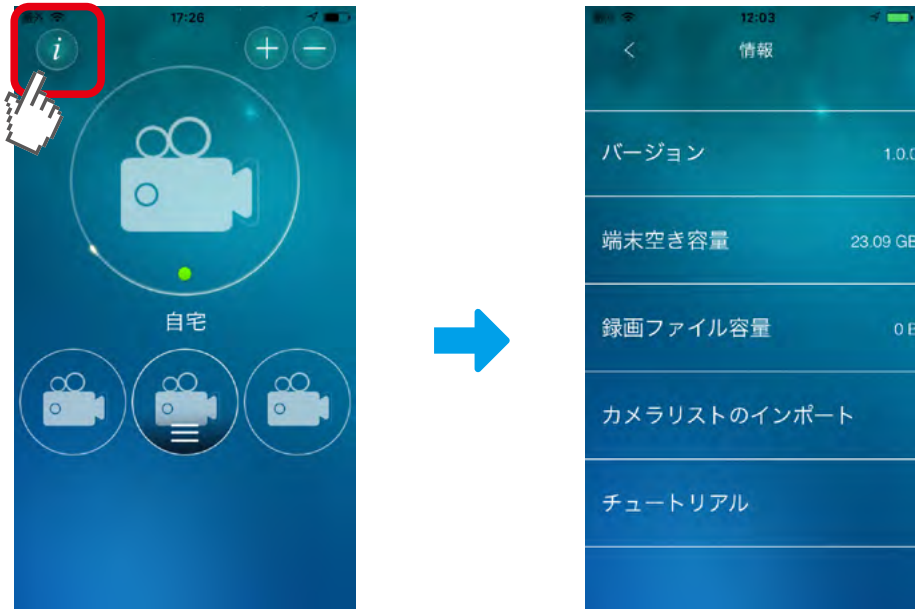 17:26
i
自宅
12:03
情報
バージョン 1.0.0
端末空き容量 23.09 GB
録画ファイル容量 0 B
カメラリストのインポート
チュートリアル